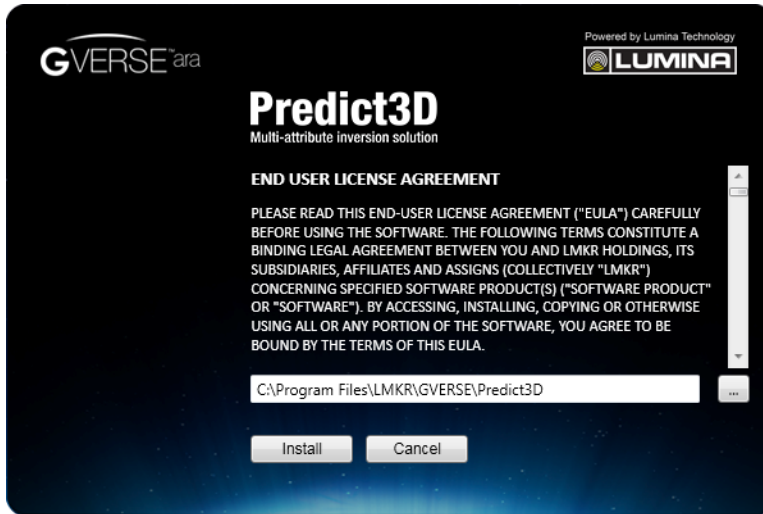 GVERSE™ara
Powered by Lumina Technology
LUMINA
Predict3D
Multi-attribute inversion solution
END USER LICENSE AGREEMENT
PLEASE READ THIS END-USER LICENSE AGREEMENT ("EULA") CAREFULLY
BEFORE USING THE SOFTWARE. THE FOLLOWING TERMS CONSTITUTE A
BINDING LEGAL AGREEMENT BETWEEN YOU AND LMKR HOLDINGS, ITS
SUBSIDIARIES, AFFILIATES AND ASSIGNS (COLLECTIVELY "LMKR")
CONCERNING SPECIFIED SOFTWARE PRODUCT(S) ("SOFTWARE PRODUCT"
OR "SOFTWARE"). BY ACCESSING, INSTALLING, COPYING OR OTHERWISE
USING ALL OR ANY PORTION OF THE SOFTWARE, YOU AGREE TO BE
BOUND BY THE TERMS OF THIS EULA.
C:\Program Files\LMKR\GVERSE\Predict3D
...
Install Cancel